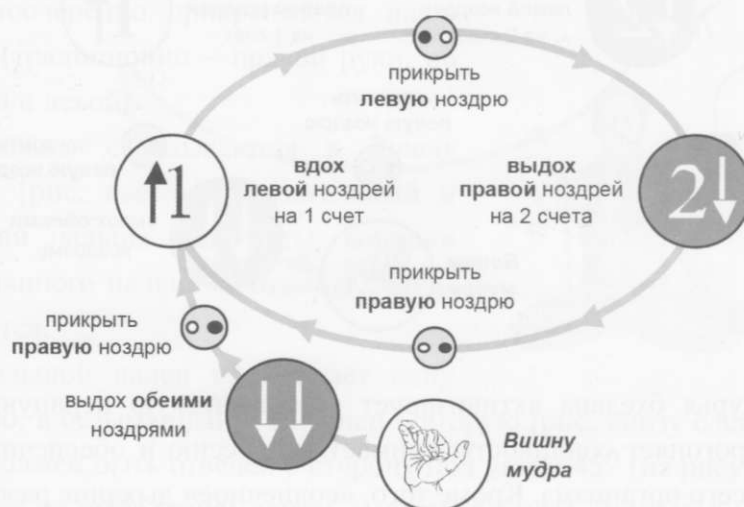 прикрыть
левую ноздрю
1
вдох
левой ноздрей
на 1 счет
выдох
правой ноздрей
на 2 счета
2
прикрыть
правую ноздрю
прикрыть
правую ноздрю
выдох обеими
ноздрями
Вишну
мудра